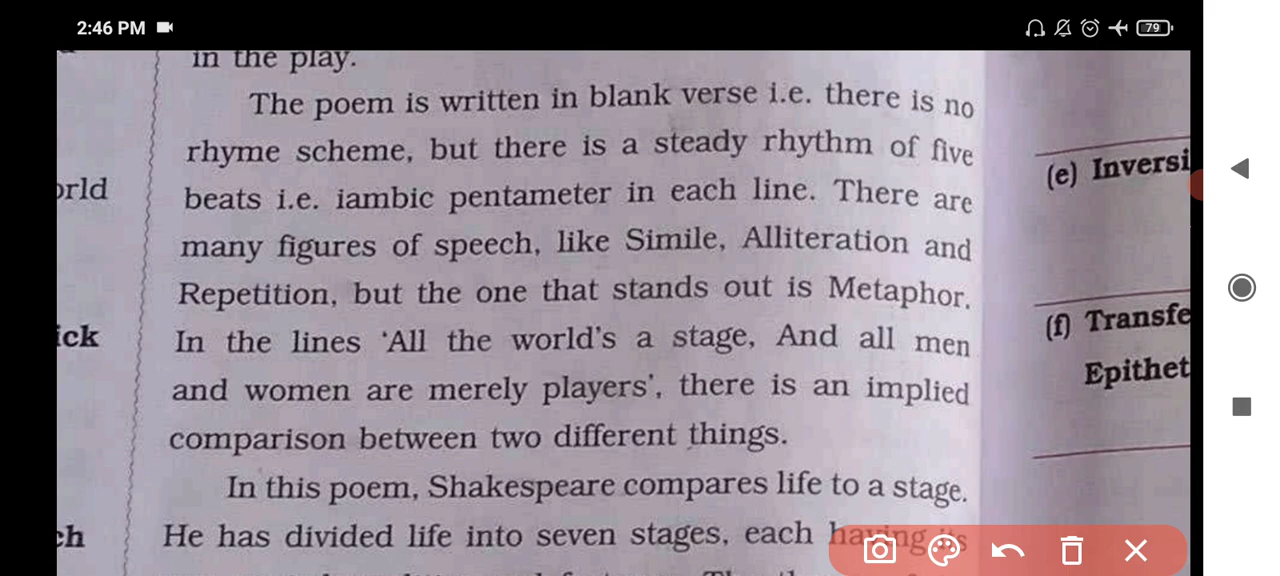 2:46 PM
79
in the play.
The poem is written in blank verse i.e. there is no
rhyme scheme, but there is a steady rhythm of five
beats i.e. iambic pentameter in each line. There are
many figures of speech, like Simile, Alliteration and
Repetition, but the one that stands out is Metaphor.
In the lines ‘All the world’s a stage, And all men
and women are merely players’, there is an implied
comparison between two different things.
In this poem, Shakespeare compares life to a stage.
He has divided life into seven stages, each having its
orld
ick
ch
(e) Inversi
(f) Transfe
Epithet